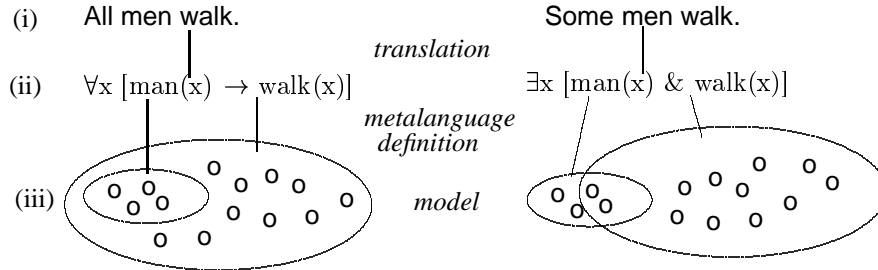 (i) All men walk. Some men walk.
translation
(ii) ∀x [man(x) → walk(x)] ∃x [man(x) & walk(x)]
metalanguage
definition
(iii) model